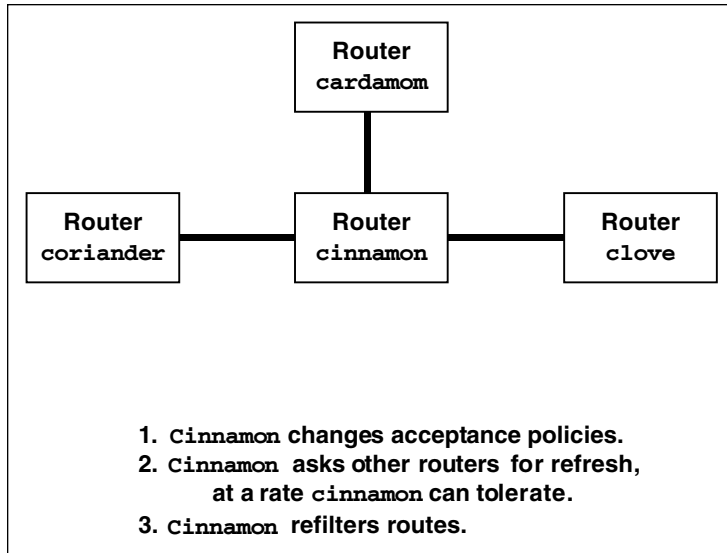 Router
cardamom
Router
coriander
Router
cinnamon
Router
clove
1. Cinnamon changes acceptance policies.
2. Cinnamon asks other routers for refresh,
at a rate cinnamon can tolerate.
3. Cinnamon refilters routes.